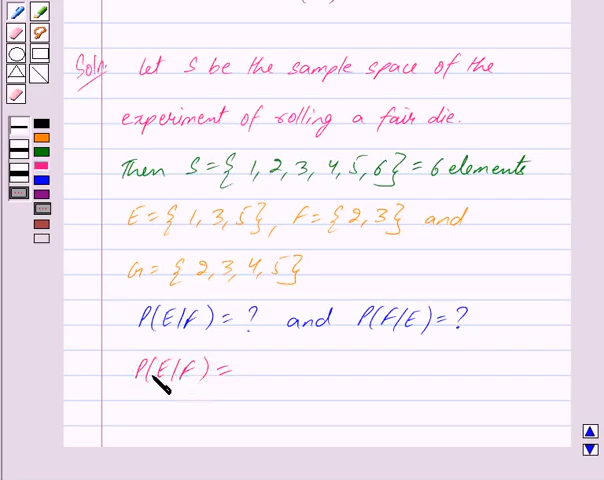 Soln. Let S be the sample space of the
experiment of rolling a fair die.
Then S = { 1, 2, 3, 4, 5, 6 } = 6 elements
E = { 1, 3, 5 }, F = { 2, 3 } and
G = { 2, 3, 4, 5 }
P(E/F) = ? and P(F/E) = ?
P(E/F) =